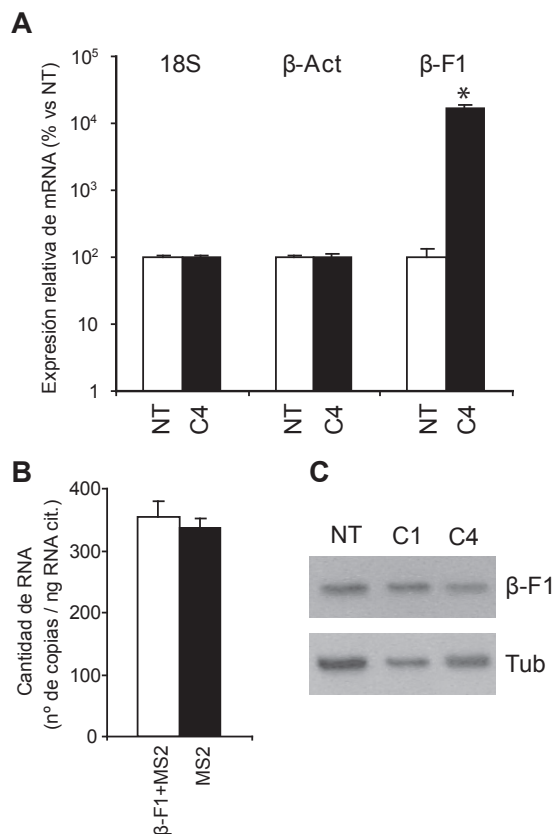 A
18S β-Act β-F1
Expresión relativa de mRNA (% vs NT)
10⁵
10⁴
10³
10²
10
1
*
NT C4 NT C4 NT C4
B
Cantidad de RNA
(nº de copias / ng RNA cit.)
400
300
200
100
0
β-F1+MS2 MS2
C
NT C1 C4
β-F1
Tub